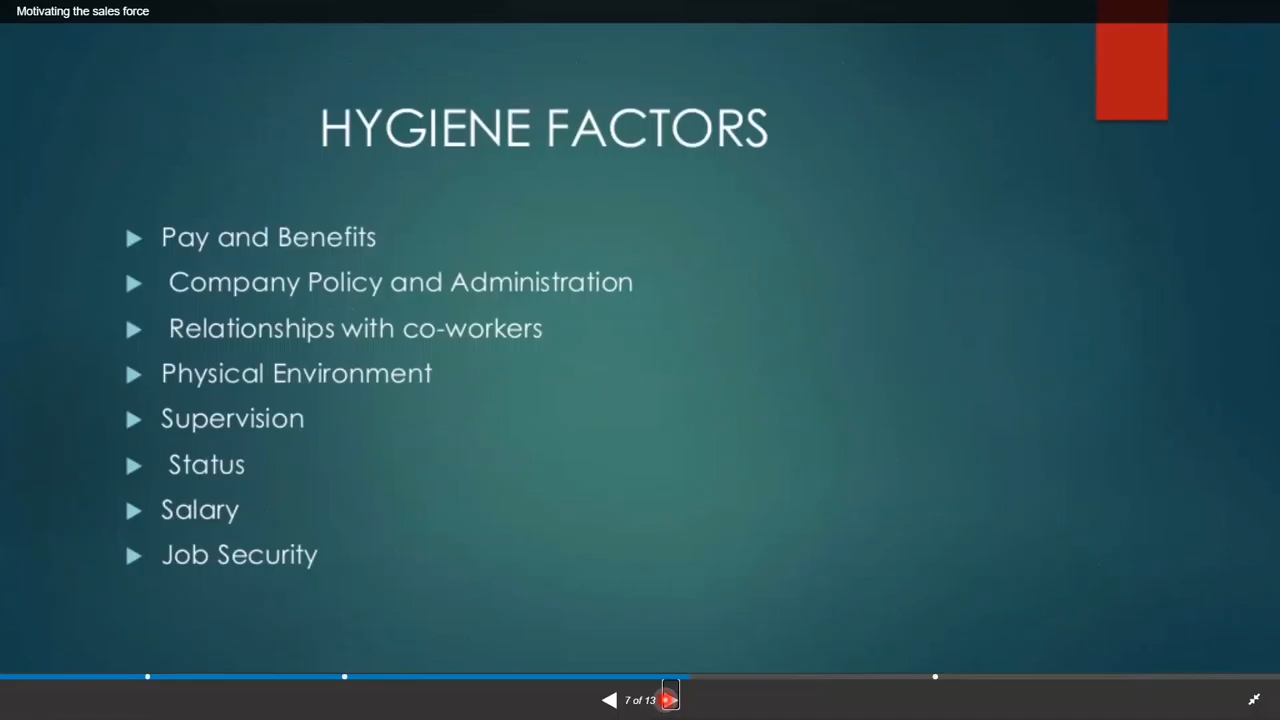 Motivating the sales force
HYGIENE FACTORS
Pay and Benefits
Company Policy and Administration
Relationships with co-workers
Physical Environment
Supervision
Status
Salary
Job Security
7 of 13